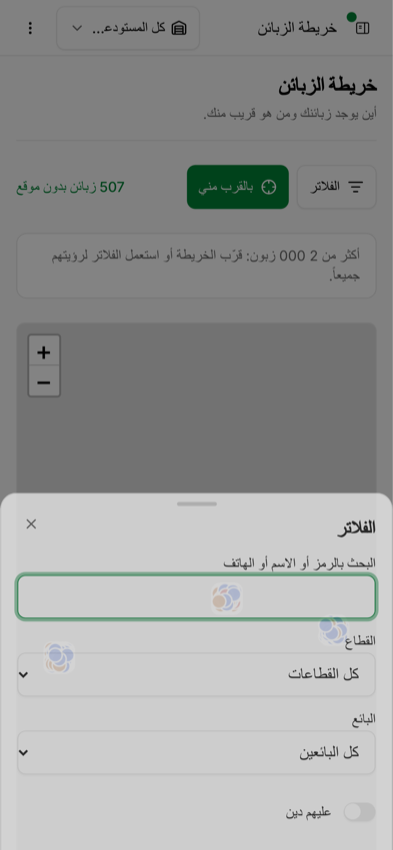 خريطة الزبائن
كل المستودعـ...
خريطة الزبائن
أين يوجد زبائنك ومن هو قريب منك.
الفلاتر
بالقرب مني
507 زبائن بدون موقع
أكثر من 2 000 زبون: قرّب الخريطة أو استعمل الفلاتر لرؤيتهم
جميعاً.
+
−
الفلاتر
×
البحث بالرمز أو الاسم أو الهاتف
القطاع
كل القطاعات
البائع
كل البائعين
عليهم دين